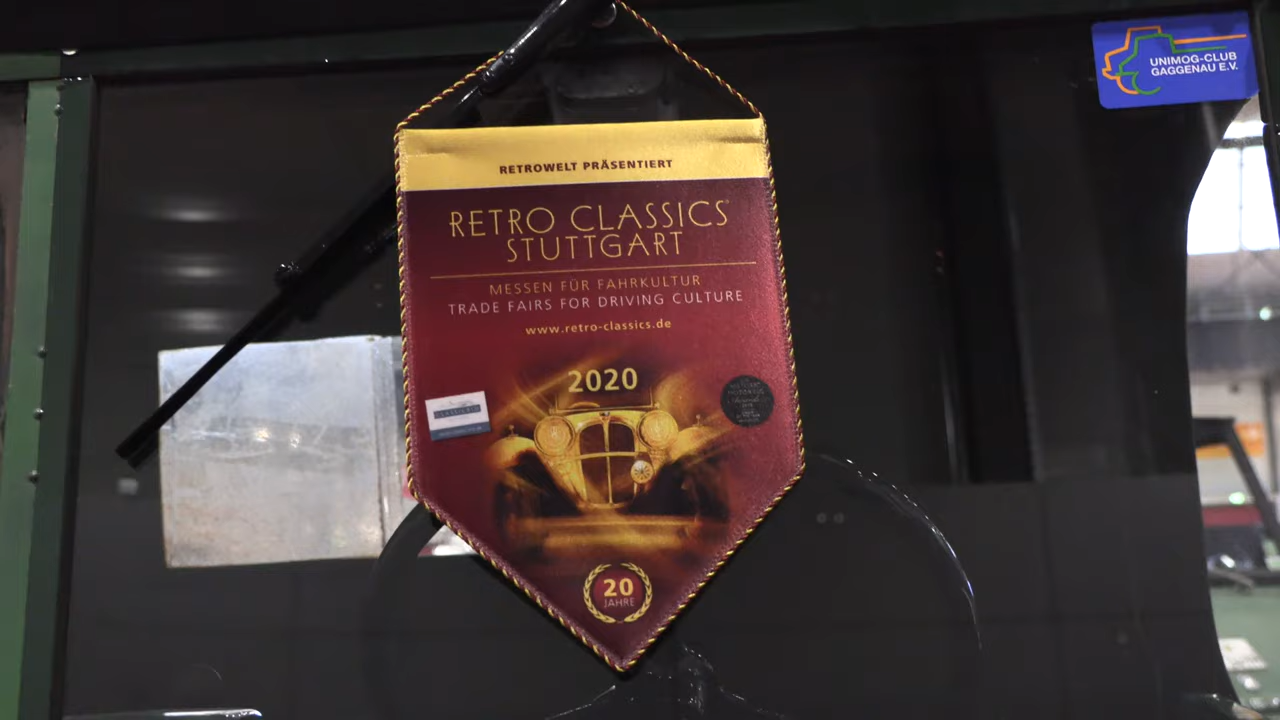 UNIMOG-CLUB
GAGGENAU E.V.
RETROWELT PRÄSENTIERT
RETRO CLASSICS®
STUTTGART
MESSEN FÜR FAHRKULTUR
TRADE FAIRS FOR DRIVING CULTURE
www.retro-classics.de
2020
20
JAHRE